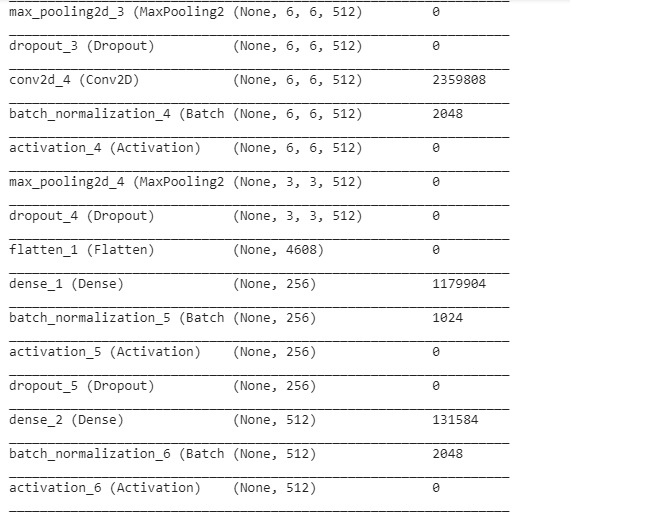 max_pooling2d_3 (MaxPooling2 (None, 6, 6, 512) 0
dropout_3 (Dropout) (None, 6, 6, 512) 0
conv2d_4 (Conv2D) (None, 6, 6, 512) 2359808
batch_normalization_4 (Batch (None, 6, 6, 512) 2048
activation_4 (Activation) (None, 6, 6, 512) 0
max_pooling2d_4 (MaxPooling2 (None, 3, 3, 512) 0
dropout_4 (Dropout) (None, 3, 3, 512) 0
flatten_1 (Flatten) (None, 4608) 0
dense_1 (Dense) (None, 256) 1179904
batch_normalization_5 (Batch (None, 256) 1024
activation_5 (Activation) (None, 256) 0
dropout_5 (Dropout) (None, 256) 0
dense_2 (Dense) (None, 512) 131584
batch_normalization_6 (Batch (None, 512) 2048
activation_6 (Activation) (None, 512) 0